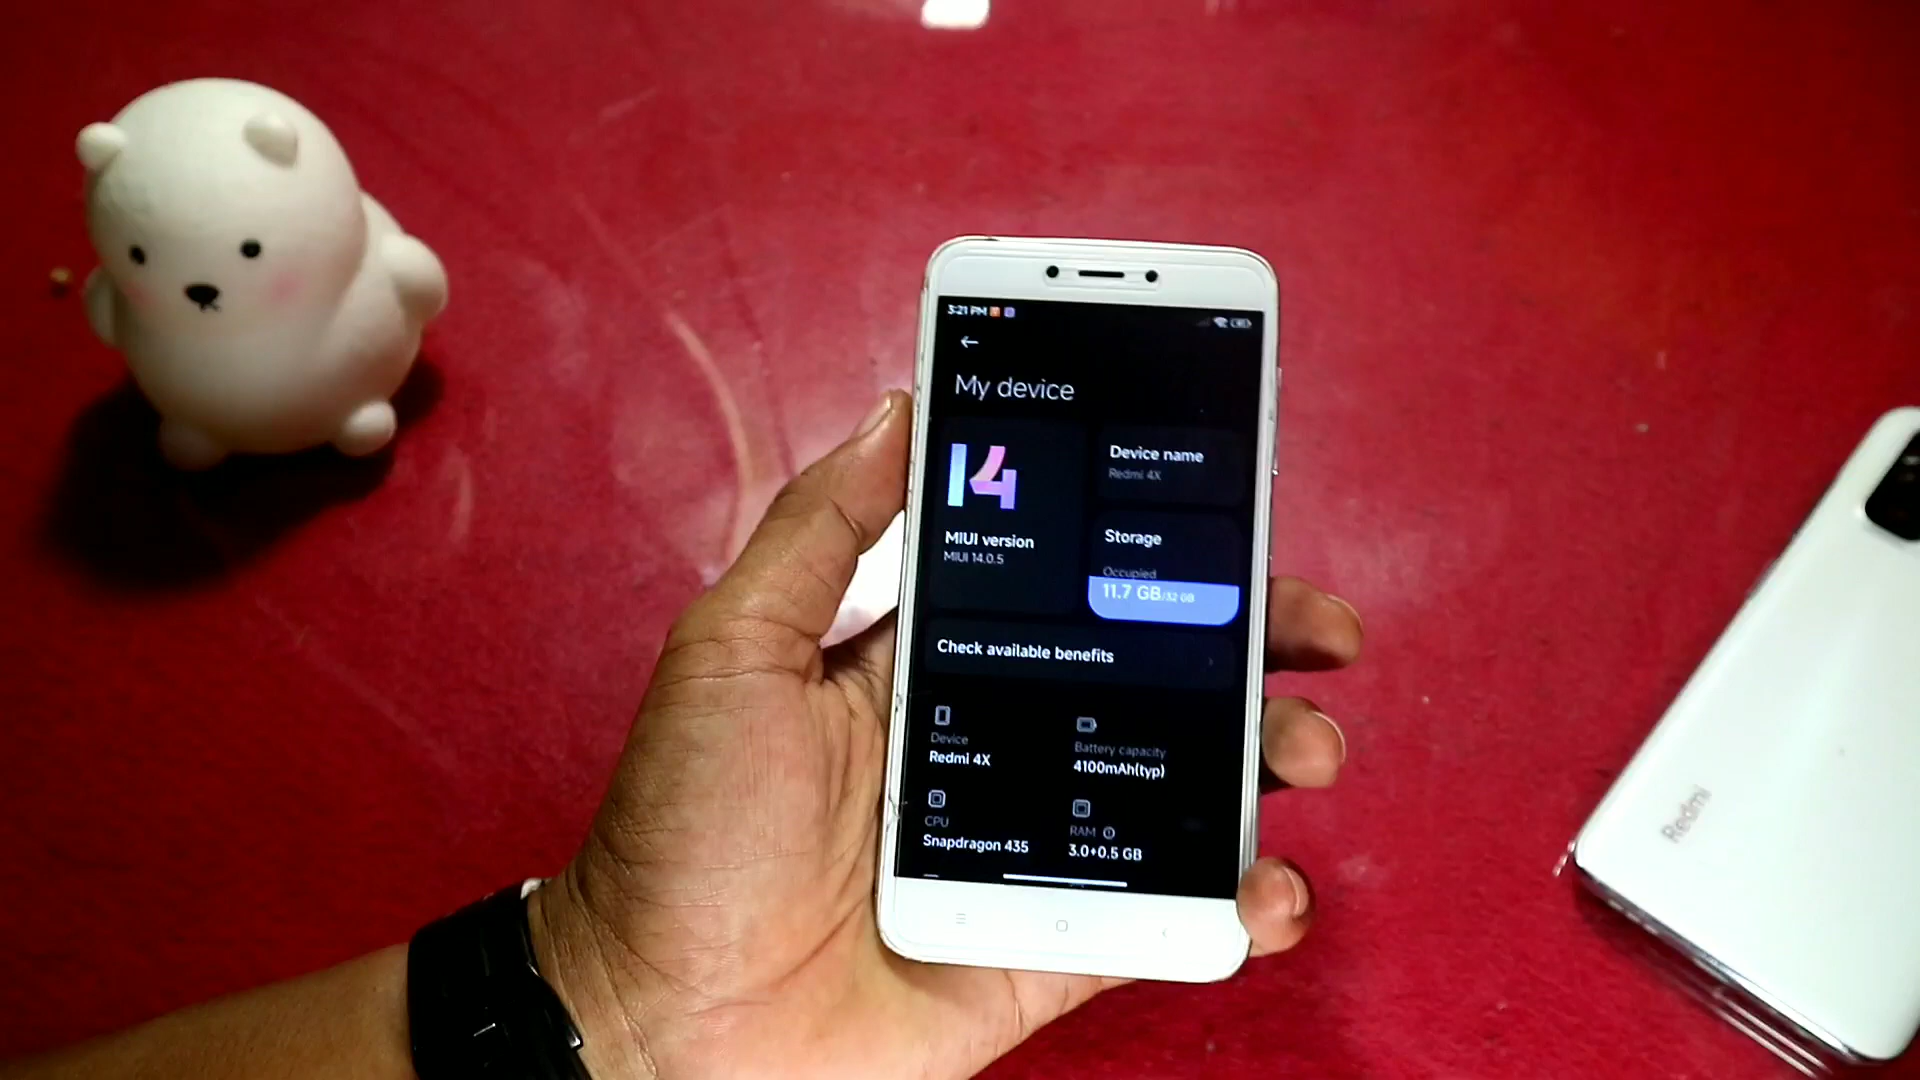 3:21 PM
My device
14
MIUI version
MIUI 14.0.5
Device name
Redmi 4X
Storage
Occupied
11.7 GB/32 GB
Check available benefits
Device
Redmi 4X
Battery capacity
4100mAh(typ)
CPU
Snapdragon 435
RAM
3.0+0.5 GB
Redmi